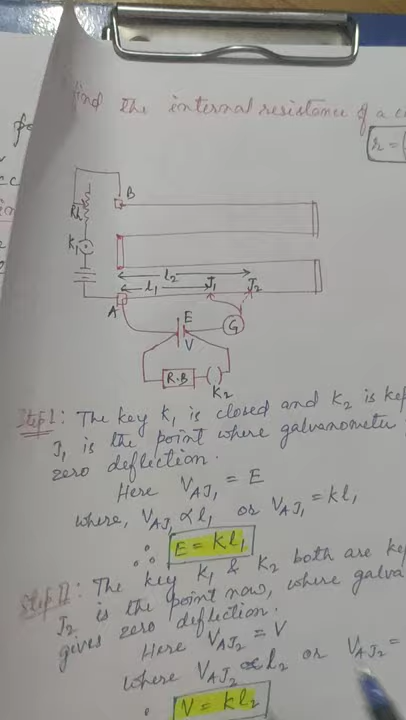 find the internal resistance of a c
r = (
B
Rh
K1
l2
l1
J1 J2
A
E
G
V
R.B
K2
Step I: The key K1 is closed and K2 is kep
J1 is the point where galvanometer
zero deflection.
Here VAJ1 = E
where, VAJ1 ∝ l1 or VAJ1 = kl1
∴ E = Kl1
Step II: The key K1 & K2 both are ke
J2 is the point now, where galva
gives zero deflection.
Here VAJ2 = V
where VAJ2 ∝ l2 or VAJ2 =
V = kl2